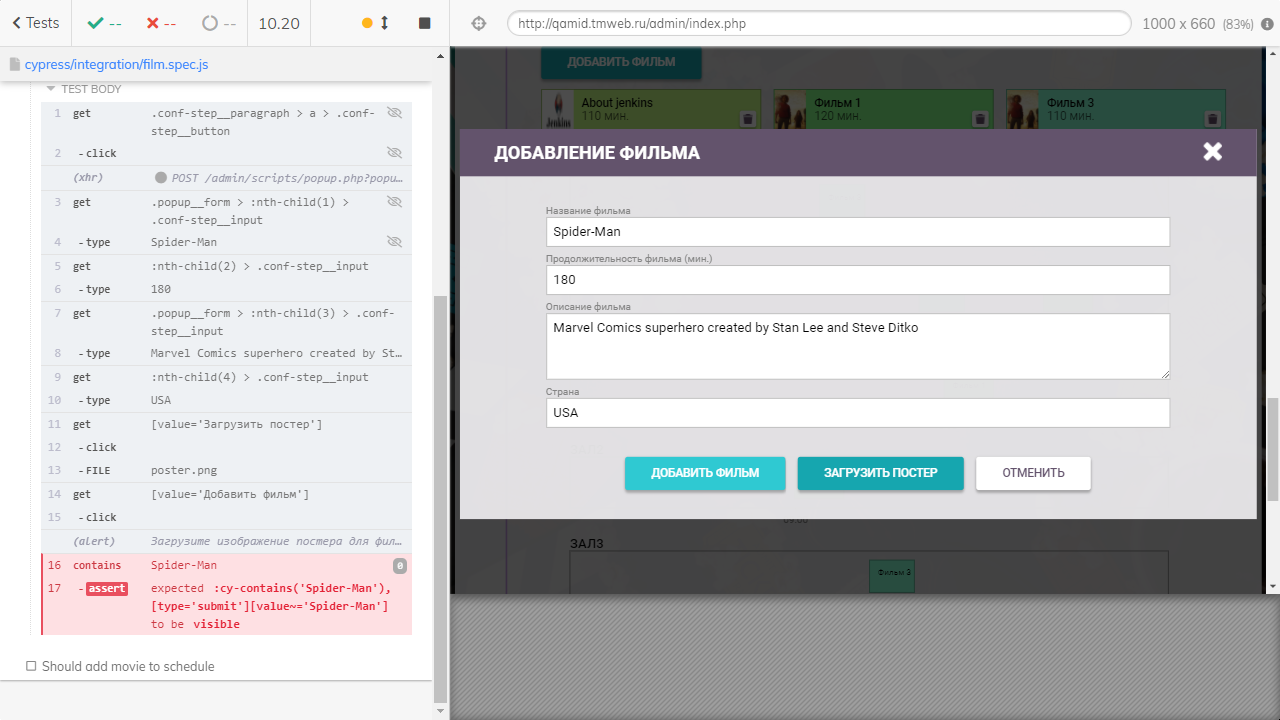 Tests
--
--
--
10.20
http://qamid.tmweb.ru/admin/index.php
1000 x 660 (83%)
cypress/integration/film.spec.js
TEST BODY
1 get .conf-step__paragraph > a > .conf-
step__button
2 - click
(xhr) POST /admin/scripts/popup.php?popu…
3 get .popup__form > :nth-child(1) >
.conf-step__input
4 - type Spider-Man
5 get :nth-child(2) > .conf-step__input
6 - type 180
7 get .popup__form > :nth-child(3) > .conf-
step__input
8 - type Marvel Comics superhero created by St…
9 get :nth-child(4) > .conf-step__input
10 - type USA
11 get [value='Загрузить постер']
12 - click
13 - FILE poster.png
14 get [value='Добавить фильм']
15 - click
(alert) Загрузите изображение постера для фил…
16 contains Spider-Man 0
17 - assert expected :cy-contains('Spider-Man'),
[type='submit'][value~='Spider-Man']
to be visible
Should add movie to schedule
ДОБАВИТЬ ФИЛЬМ
About jenkins
110 мин.
Фильм 1
120 мин.
Фильм 3
110 мин.
Jenkins
ДОБАВЛЕНИЕ ФИЛЬМА
Название фильма
Spider-Man
Продолжительность фильма (мин.)
180
Описание фильма
Marvel Comics superhero created by Stan Lee and Steve Ditko
Страна
USA
ДОБАВИТЬ ФИЛЬМ
ЗАГРУЗИТЬ ПОСТЕР
ОТМЕНИТЬ
09:00
ЗАЛ3
Фильм 3